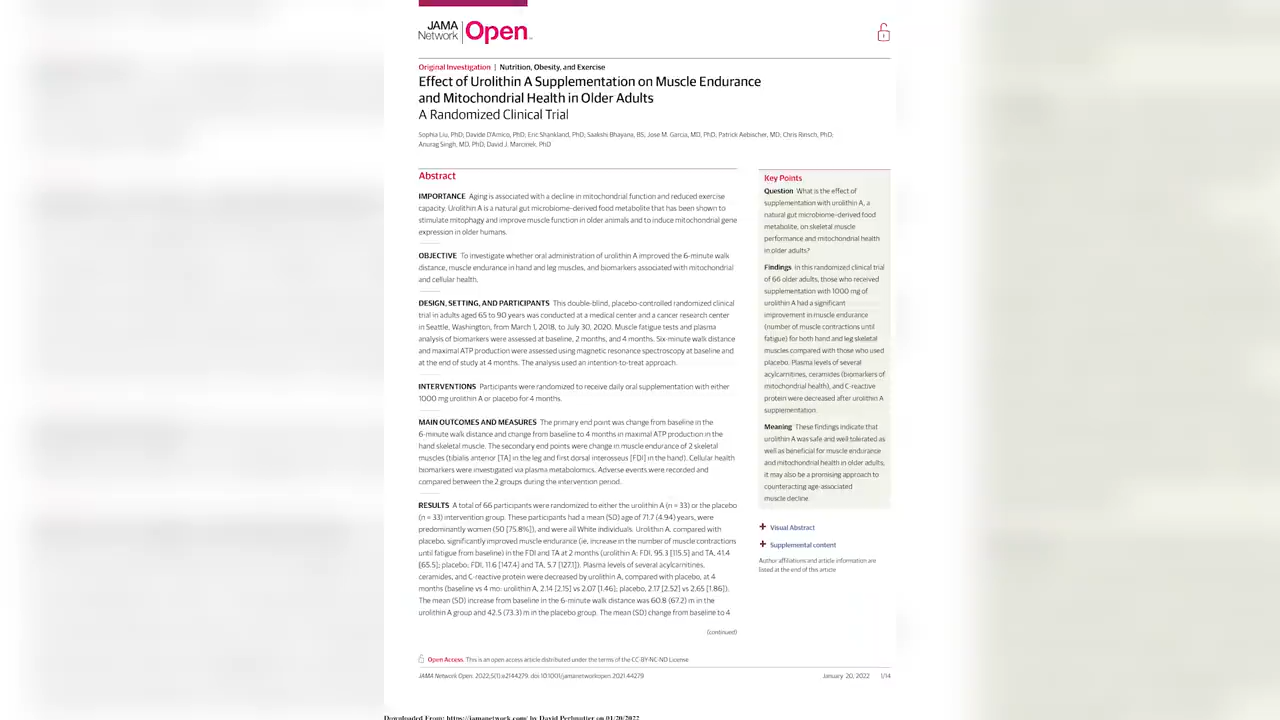 JAMA
Network
Open
Original Investigation | Nutrition, Obesity, and Exercise
Effect of Urolithin A Supplementation on Muscle Endurance
and Mitochondrial Health in Older Adults
A Randomized Clinical Trial
Sophia Liu, PhD; Davide D'Amico, PhD; Eric Shankland, PhD; Saakshi Bhayana, BS; Jose M. Garcia, MD, PhD; Patrick Aebischer, MD; Chris Rinsch, PhD;
Anurag Singh, MD, PhD; David J. Marcinek, PhD
Abstract
IMPORTANCE Aging is associated with a decline in mitochondrial function and reduced exercise
capacity. Urolithin A is a natural gut microbiome–derived food metabolite that has been shown to
stimulate mitophagy and improve muscle function in older animals and to induce mitochondrial gene
expression in older humans.
OBJECTIVE To investigate whether oral administration of urolithin A improved the 6-minute walk
distance, muscle endurance in hand and leg muscles, and biomarkers associated with mitochondrial
and cellular health.
DESIGN, SETTING, AND PARTICIPANTS This double-blind, placebo-controlled randomized clinical
trial in adults aged 65 to 90 years was conducted at a medical center and a cancer research center
in Seattle, Washington, from March 1, 2018, to July 30, 2020. Muscle fatigue tests and plasma
analysis of biomarkers were assessed at baseline, 2 months, and 4 months. Six-minute walk distance
and maximal ATP production were assessed using magnetic resonance spectroscopy at baseline and
at the end of study at 4 months. The analysis used an intention-to-treat approach.
INTERVENTIONS Participants were randomized to receive daily oral supplementation with either
1000 mg urolithin A or placebo for 4 months.
MAIN OUTCOMES AND MEASURES The primary end point was change from baseline in the
6-minute walk distance and change from baseline to 4 months in maximal ATP production in the
hand skeletal muscle. The secondary end points were change in muscle endurance of 2 skeletal
muscles (tibialis anterior [TA] in the leg and first dorsal interosseus [FDI] in the hand). Cellular health
biomarkers were investigated via plasma metabolomics. Adverse events were recorded and
compared between the 2 groups during the intervention period.
RESULTS A total of 66 participants were randomized to either the urolithin A (n = 33) or the placebo
(n = 33) intervention group. These participants had a mean (SD) age of 71.7 (4.94) years, were
predominantly women (50 [75.8%]), and were all White individuals. Urolithin A, compared with
placebo, significantly improved muscle endurance (ie, increase in the number of muscle contractions
until fatigue from baseline) in the FDI and TA at 2 months (urolithin A: FDI, 95.3 [115.5] and TA, 41.4
[65.5]; placebo, FDI, 11.6 [147.4] and TA, 5.7 [127.1]). Plasma levels of several acylcarnitines,
ceramides, and C-reactive protein were decreased by urolithin A, compared with placebo, at 4
months (baseline vs 4 mo: urolithin A, 2.14 [2.15] vs 2.07 [1.46]; placebo, 2.17 [2.52] vs 2.65 [1.86]).
The mean (SD) increase from baseline in the 6-minute walk distance was 60.8 (67.2) m in the
urolithin A group and 42.5 (73.3) m in the placebo group. The mean (SD) change from baseline to 4
(continued)
Key Points
Question What is the effect of
supplementation with urolithin A, a
natural gut microbiome–derived food
metabolite, on skeletal muscle
performance and mitochondrial health
in older adults?
Findings In this randomized clinical trial
of 66 older adults, those who received
supplementation with 1000 mg of
urolithin A had a significant
improvement in muscle endurance
(number of muscle contractions until
fatigue) for both hand and leg skeletal
muscles compared with those who used
placebo. Plasma levels of several
acylcarnitines, ceramides (biomarkers of
mitochondrial health), and C-reactive
protein were decreased after urolithin A
supplementation.
Meaning These findings indicate that
urolithin A was safe and well tolerated as
well as beneficial for muscle endurance
and mitochondrial health in older adults;
it may also be a promising approach to
counteracting age-associated
muscle decline.
+ Visual Abstract
+ Supplemental content
Author affiliations and article information are
listed at the end of this article.
Open Access. This is an open access article distributed under the terms of the CC-BY-NC-ND License.
JAMA Network Open. 2022;5(1):e2144279. doi:10.1001/jamanetworkopen.2021.44279
January 20, 2022 1/14
Downloaded From: https://jamanetwork.com/ by David Perlmutter on 01/20/2022